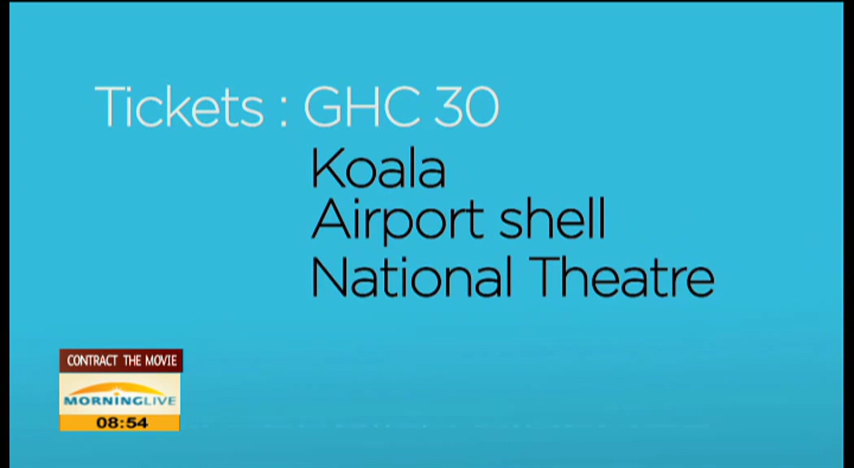 Tickets : GHC 30
Koala
Airport shell
National Theatre
CONTRACT THE MOVIE
MORNINGLIVE
08:54